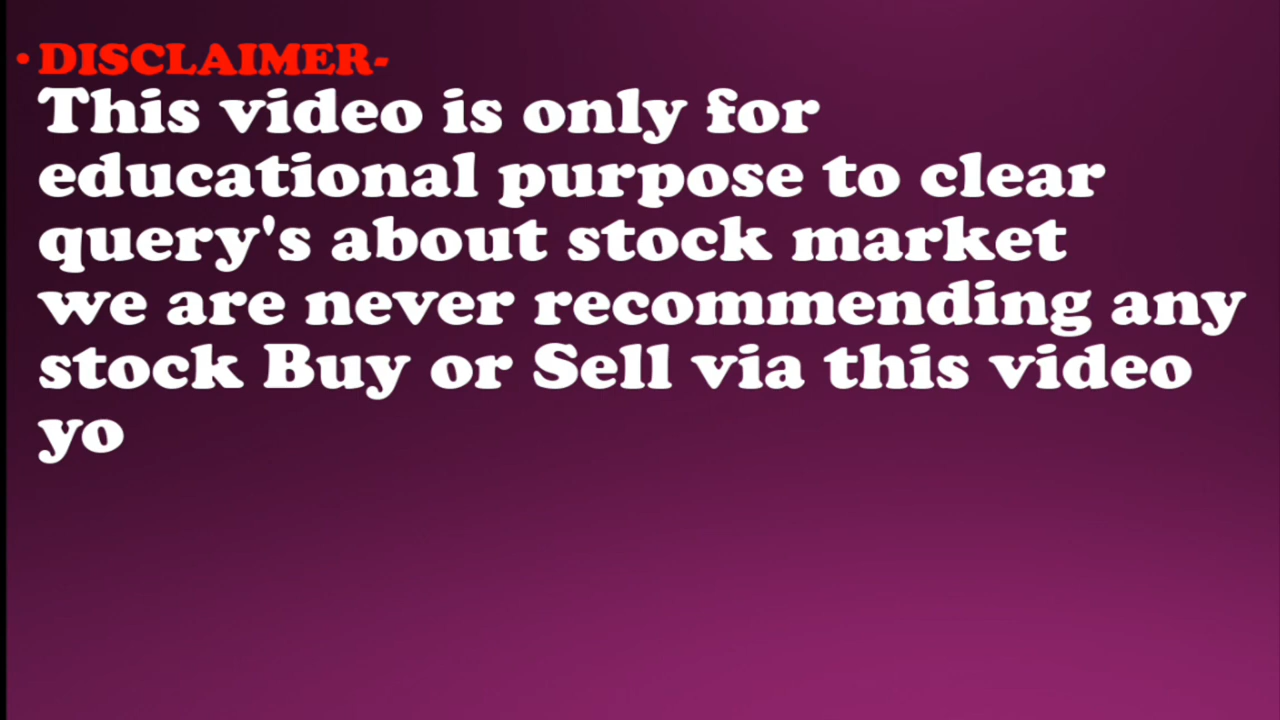 • DISCLAIMER-
This video is only for
educational purpose to clear
query's about stock market
we are never recommending any
stock Buy or Sell via this video
yo